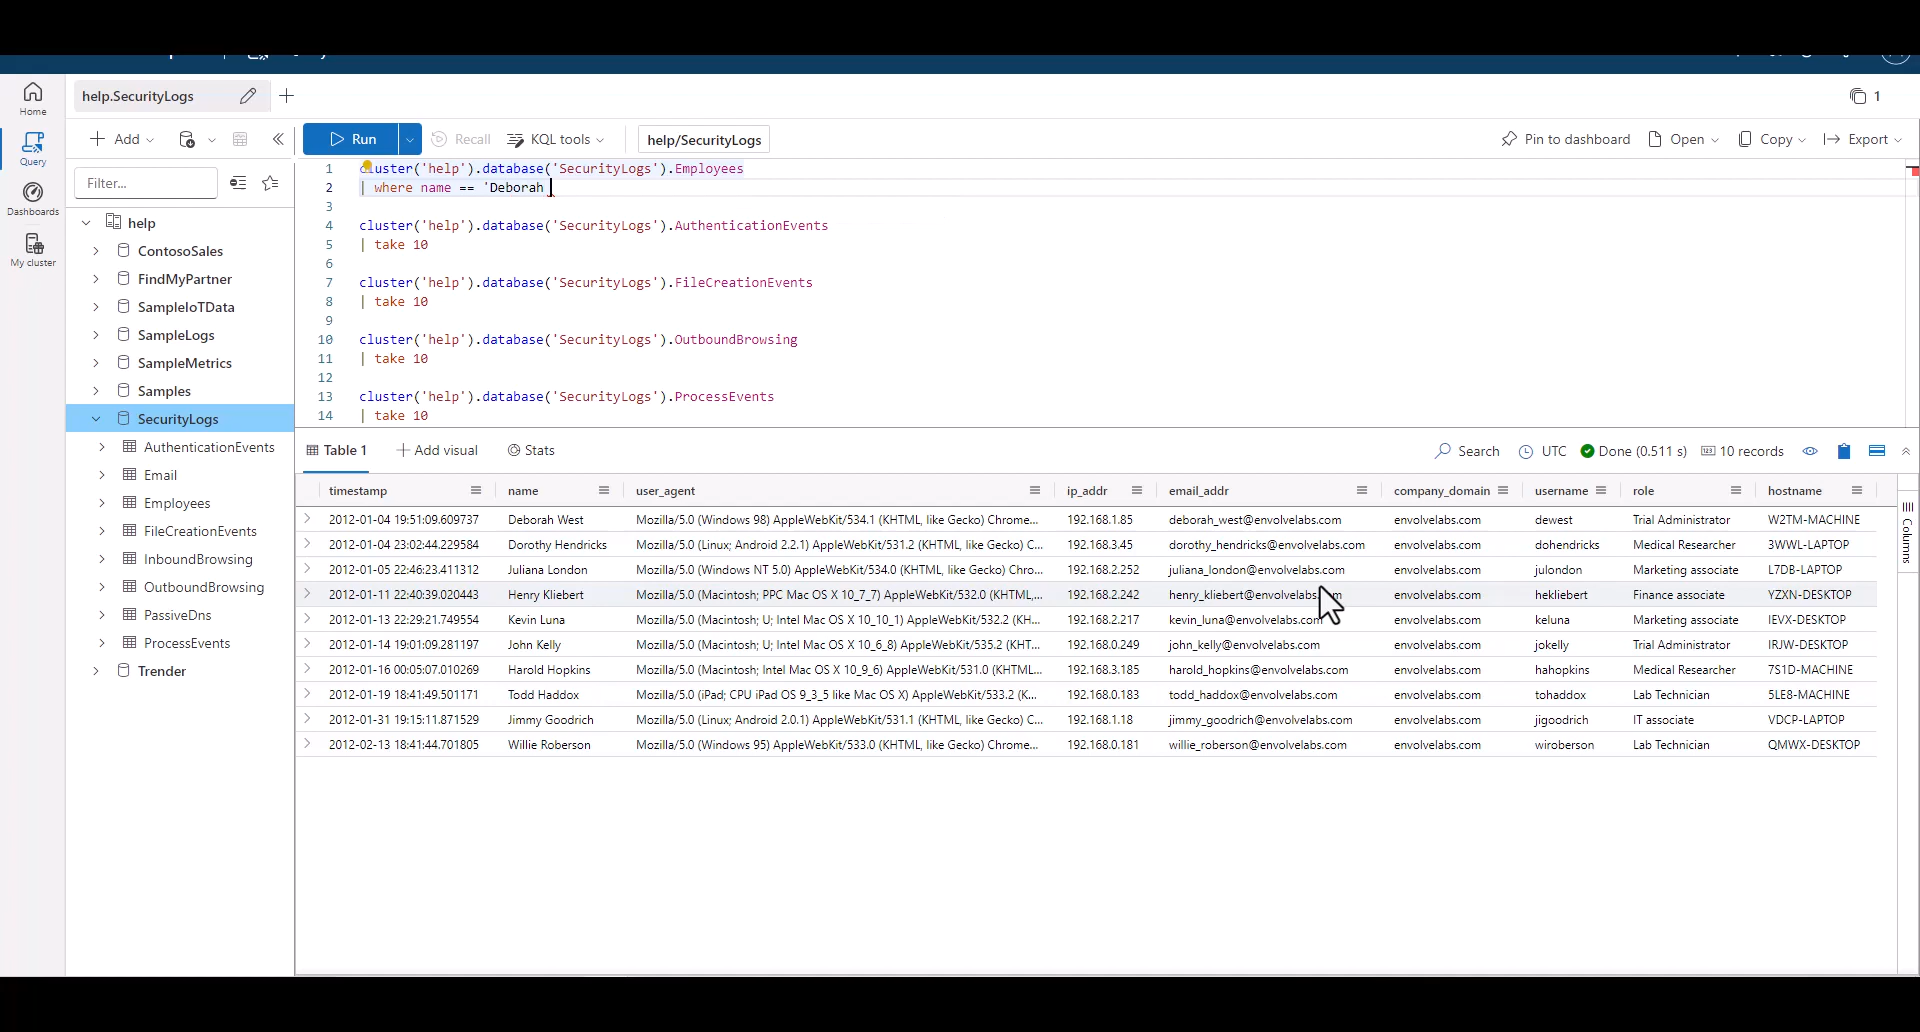 help.SecurityLogs
1
Home
Query
Dashboards
My cluster
Add
Run
Recall
KQL tools
help/SecurityLogs
Pin to dashboard
Open
Copy
Export
Filter...
help
ContosoSales
FindMyPartner
SampleIoTData
SampleLogs
SampleMetrics
Samples
SecurityLogs
AuthenticationEvents
Email
Employees
FileCreationEvents
InboundBrowsing
OutboundBrowsing
PassiveDns
ProcessEvents
Trender
1 cluster('help').database('SecurityLogs').Employees
2 | where name == 'Deborah
3
4 cluster('help').database('SecurityLogs').AuthenticationEvents
5 | take 10
6
7 cluster('help').database('SecurityLogs').FileCreationEvents
8 | take 10
9
10 cluster('help').database('SecurityLogs').OutboundBrowsing
11 | take 10
12
13 cluster('help').database('SecurityLogs').ProcessEvents
14 | take 10
Table 1 Add visual Stats Search UTC Done (0.511 s) 10 records
timestamp name user_agent ip_addr email_addr company_domain username role hostname
2012-01-04 19:51:09.609737 Deborah West Mozilla/5.0 (Windows 98) AppleWebKit/534.1 (KHTML, like Gecko) Chrome... 192.168.1.85 deborah_west@envolvelabs.com envolvelabs.com dewest Trial Administrator W2TM-MACHINE
2012-01-04 23:02:44.229584 Dorothy Hendricks Mozilla/5.0 (Linux; Android 2.2.1) AppleWebKit/531.2 (KHTML, like Gecko) C... 192.168.3.45 dorothy_hendricks@envolvelabs.com envolvelabs.com dohendricks Medical Researcher 3WWL-LAPTOP
2012-01-05 22:46:23.411312 Juliana London Mozilla/5.0 (Windows NT 5.0) AppleWebKit/534.0 (KHTML, like Gecko) Chro... 192.168.2.252 juliana_london@envolvelabs.com envolvelabs.com julondon Marketing associate L7DB-LAPTOP
2012-01-11 22:40:39.020443 Henry Kliebert Mozilla/5.0 (Macintosh; PPC Mac OS X 10_7_7) AppleWebKit/532.0 (KHTML,... 192.168.2.242 henry_kliebert@envolvelabs.com envolvelabs.com hekliebert Finance associate YZXN-DESKTOP
2012-01-13 22:29:21.749554 Kevin Luna Mozilla/5.0 (Macintosh; U; Intel Mac OS X 10_10_1) AppleWebKit/532.2 (KH... 192.168.2.217 kevin_luna@envolvelabs.com envolvelabs.com keluna Marketing associate IEVX-DESKTOP
2012-01-14 19:01:09.281197 John Kelly Mozilla/5.0 (Macintosh; U; Intel Mac OS X 10_6_8) AppleWebKit/535.2 (KHT... 192.168.0.249 john_kelly@envolvelabs.com envolvelabs.com jokelly Trial Administrator IRJW-DESKTOP
2012-01-16 00:05:07.010269 Harold Hopkins Mozilla/5.0 (Macintosh; Intel Mac OS X 10_9_6) AppleWebKit/531.0 (KHTML... 192.168.3.185 harold_hopkins@envolvelabs.com envolvelabs.com hahopkins Medical Researcher 7S1D-MACHINE
2012-01-19 18:41:49.501171 Todd Haddox Mozilla/5.0 (iPad; CPU iPad OS 9_3_5 like Mac OS X) AppleWebKit/533.2 (K... 192.168.0.183 todd_haddox@envolvelabs.com envolvelabs.com tohaddox Lab Technician 5LE8-MACHINE
2012-01-31 19:15:11.871529 Jimmy Goodrich Mozilla/5.0 (Linux; Android 2.0.1) AppleWebKit/531.1 (KHTML, like Gecko) C... 192.168.1.18 jimmy_goodrich@envolvelabs.com envolvelabs.com jigoodrich IT associate VDCP-LAPTOP
2012-02-13 18:41:44.701805 Willie Roberson Mozilla/5.0 (Windows 95) AppleWebKit/533.0 (KHTML, like Gecko) Chrome... 192.168.0.181 willie_roberson@envolvelabs.com envolvelabs.com wiroberson Lab Technician QMWX-DESKTOP
Columns